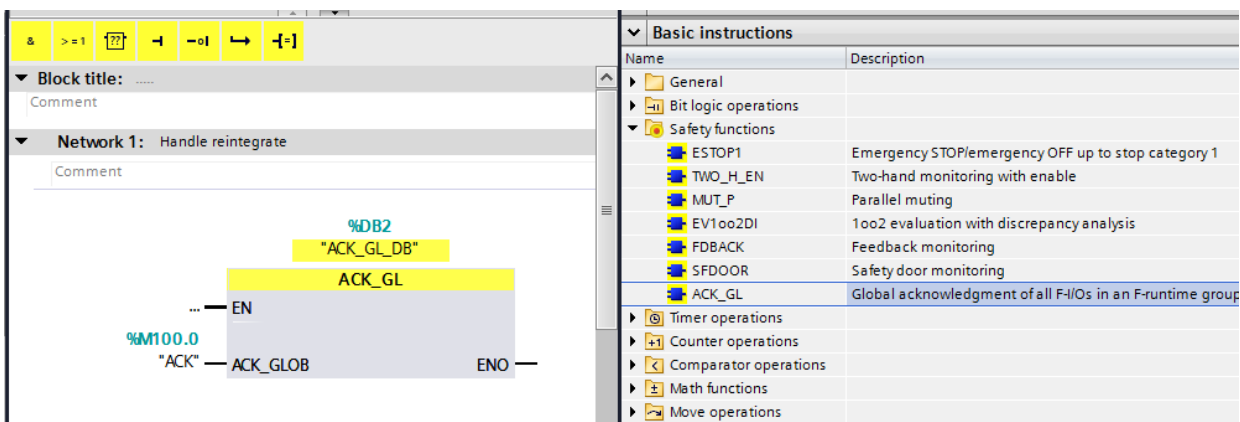 & >=1 ?? ⊣ –o| ↦ –[=]
Block title: .....
Comment
Network 1: Handle reintegrate
Comment
%DB2
"ACK_GL_DB"
ACK_GL
... EN
%M100.0
"ACK" ACK_GLOB ENO
Basic instructions
Name Description
General
Bit logic operations
Safety functions
ESTOP1 Emergency STOP/emergency OFF up to stop category 1
TWO_H_EN Two-hand monitoring with enable
MUT_P Parallel muting
EV1oo2DI 1oo2 evaluation with discrepancy analysis
FDBACK Feedback monitoring
SFDOOR Safety door monitoring
ACK_GL Global acknowledgment of all F-I/Os in an F-runtime group
Timer operations
+1 Counter operations
< Comparator operations
± Math functions
Move operations